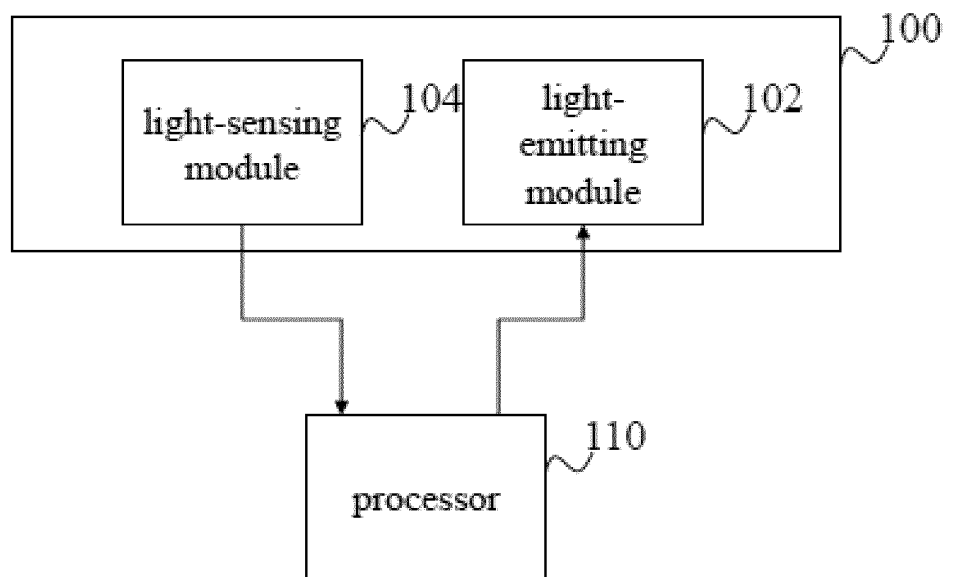 100
light-sensing
module
104
light-
emitting
module
102
processor
110